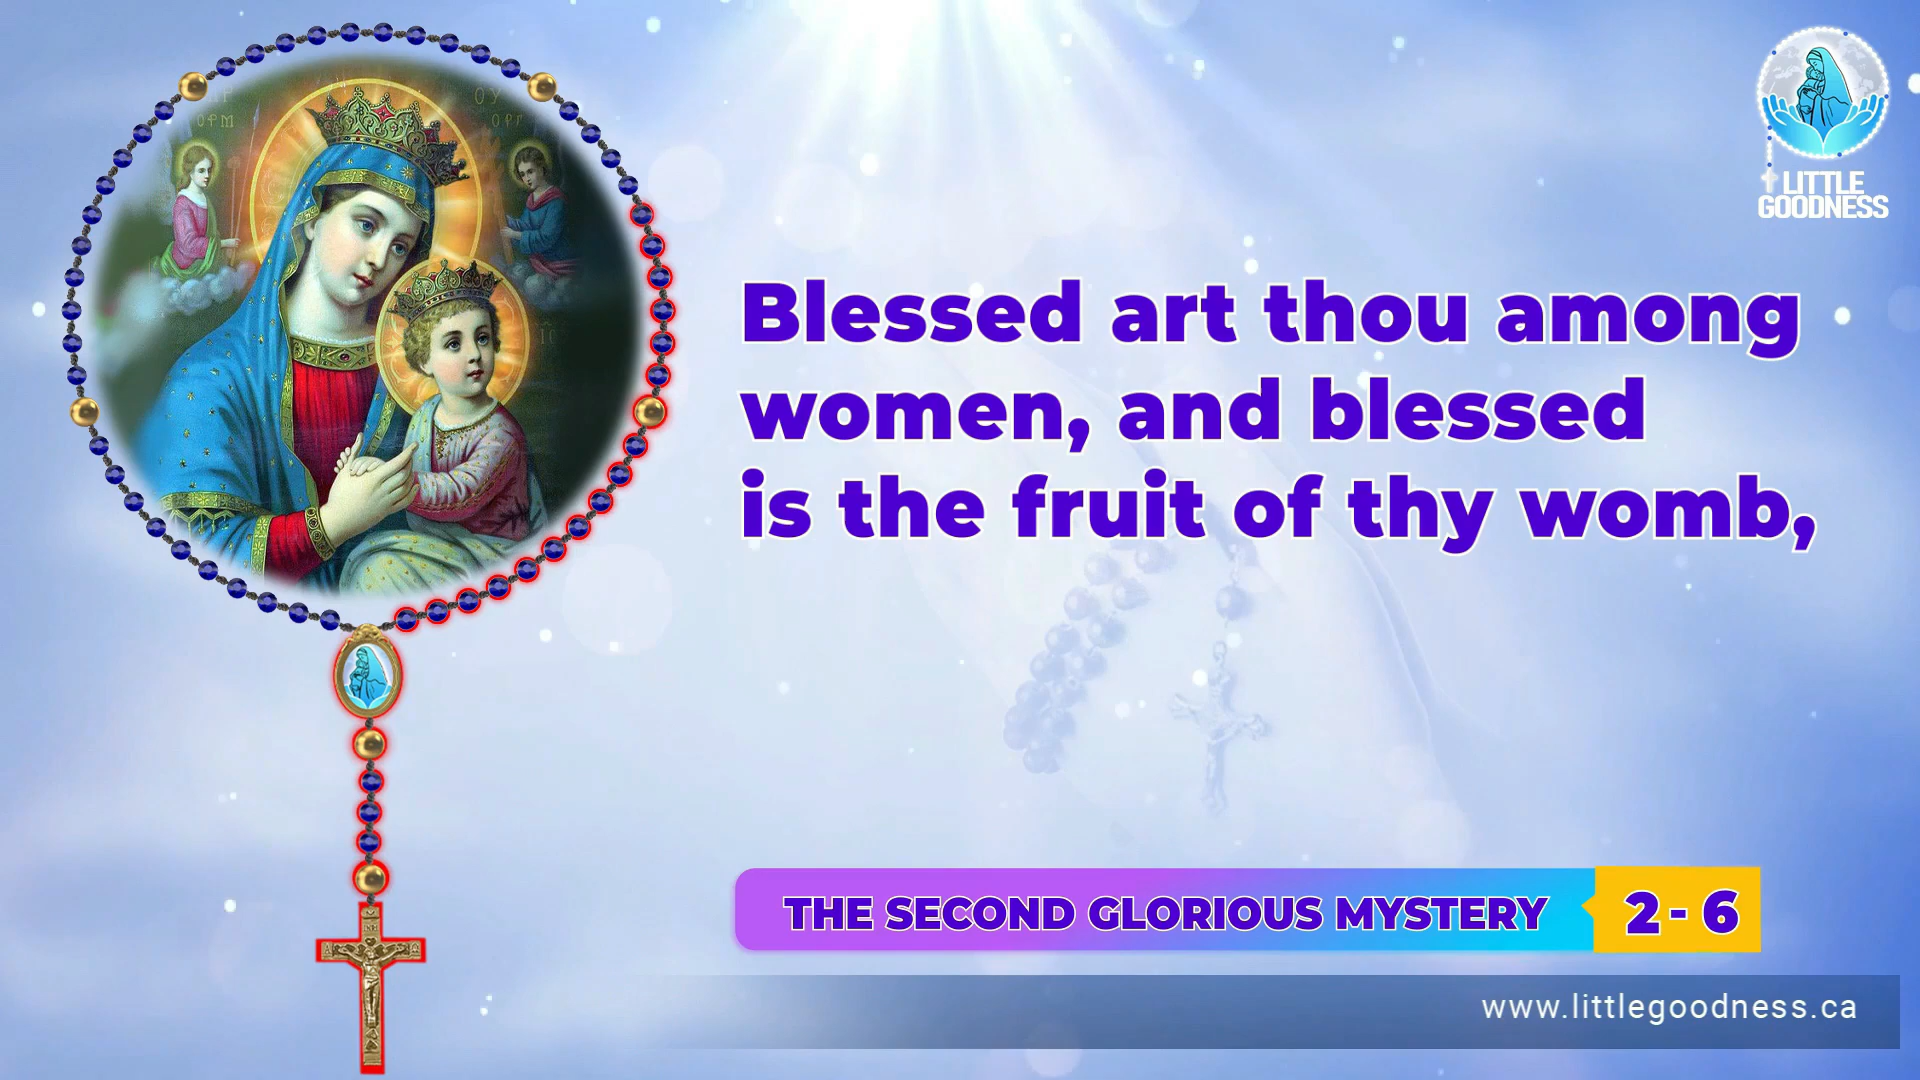 LITTLE
GOODNESS
Blessed art thou among
women, and blessed
is the fruit of thy womb,
THE SECOND GLORIOUS MYSTERY
2 - 6
www.littlegoodness.ca